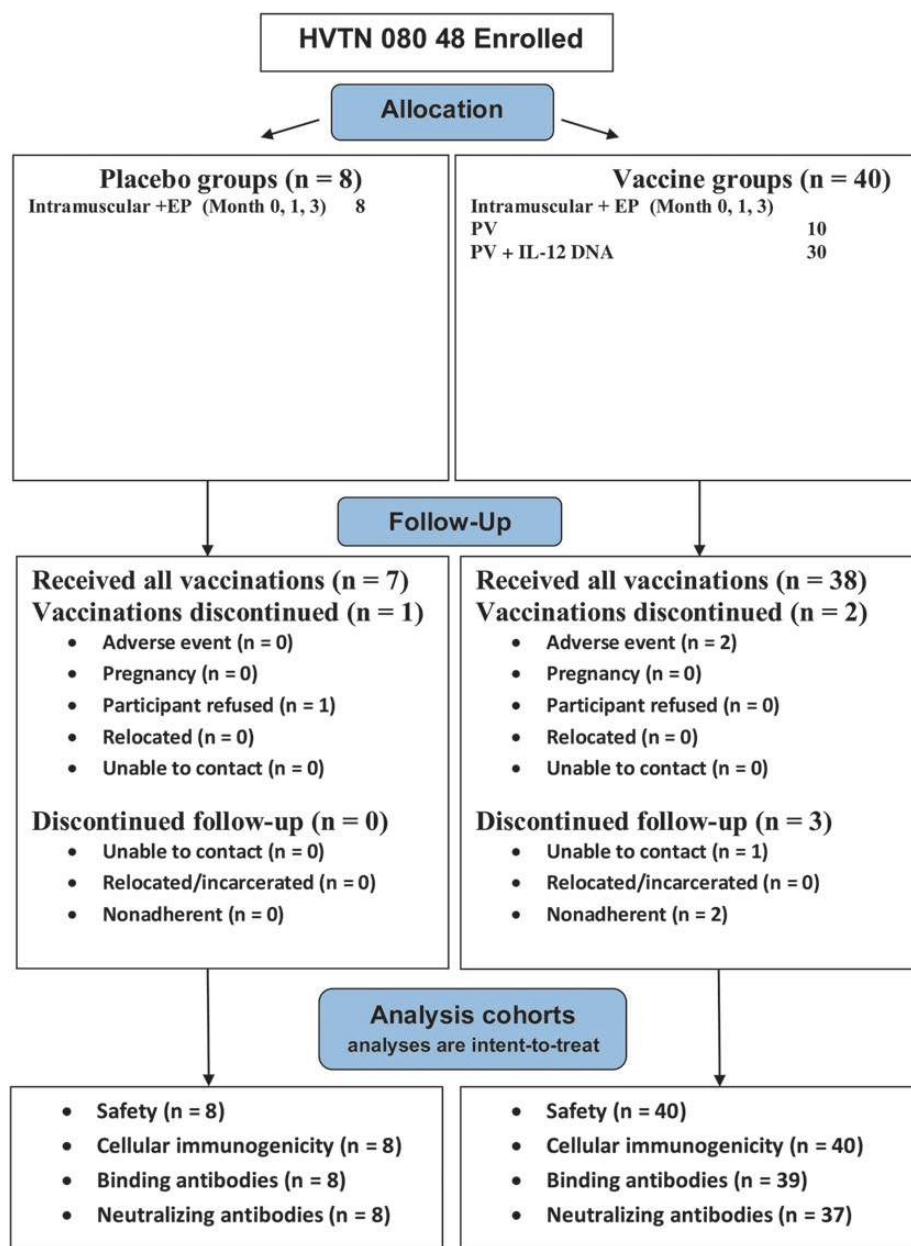 HVTN 080 48 Enrolled
Allocation
Placebo groups (n = 8)
Intramuscular +EP (Month 0, 1, 3) 8
Vaccine groups (n = 40)
Intramuscular + EP (Month 0, 1, 3)
PV 10
PV + IL-12 DNA 30
Follow-Up
Received all vaccinations (n = 7)
Vaccinations discontinued (n = 1)
• Adverse event (n = 0)
• Pregnancy (n = 0)
• Participant refused (n = 1)
• Relocated (n = 0)
• Unable to contact (n = 0)
Discontinued follow-up (n = 0)
• Unable to contact (n = 0)
• Relocated/incarcerated (n = 0)
• Nonadherent (n = 0)
Received all vaccinations (n = 38)
Vaccinations discontinued (n = 2)
• Adverse event (n = 2)
• Pregnancy (n = 0)
• Participant refused (n = 0)
• Relocated (n = 0)
• Unable to contact (n = 0)
Discontinued follow-up (n = 3)
• Unable to contact (n = 1)
• Relocated/incarcerated (n = 0)
• Nonadherent (n = 2)
Analysis cohorts
analyses are intent-to-treat
• Safety (n = 8)
• Cellular immunogenicity (n = 8)
• Binding antibodies (n = 8)
• Neutralizing antibodies (n = 8)
• Safety (n = 40)
• Cellular immunogenicity (n = 40)
• Binding antibodies (n = 39)
• Neutralizing antibodies (n = 37)